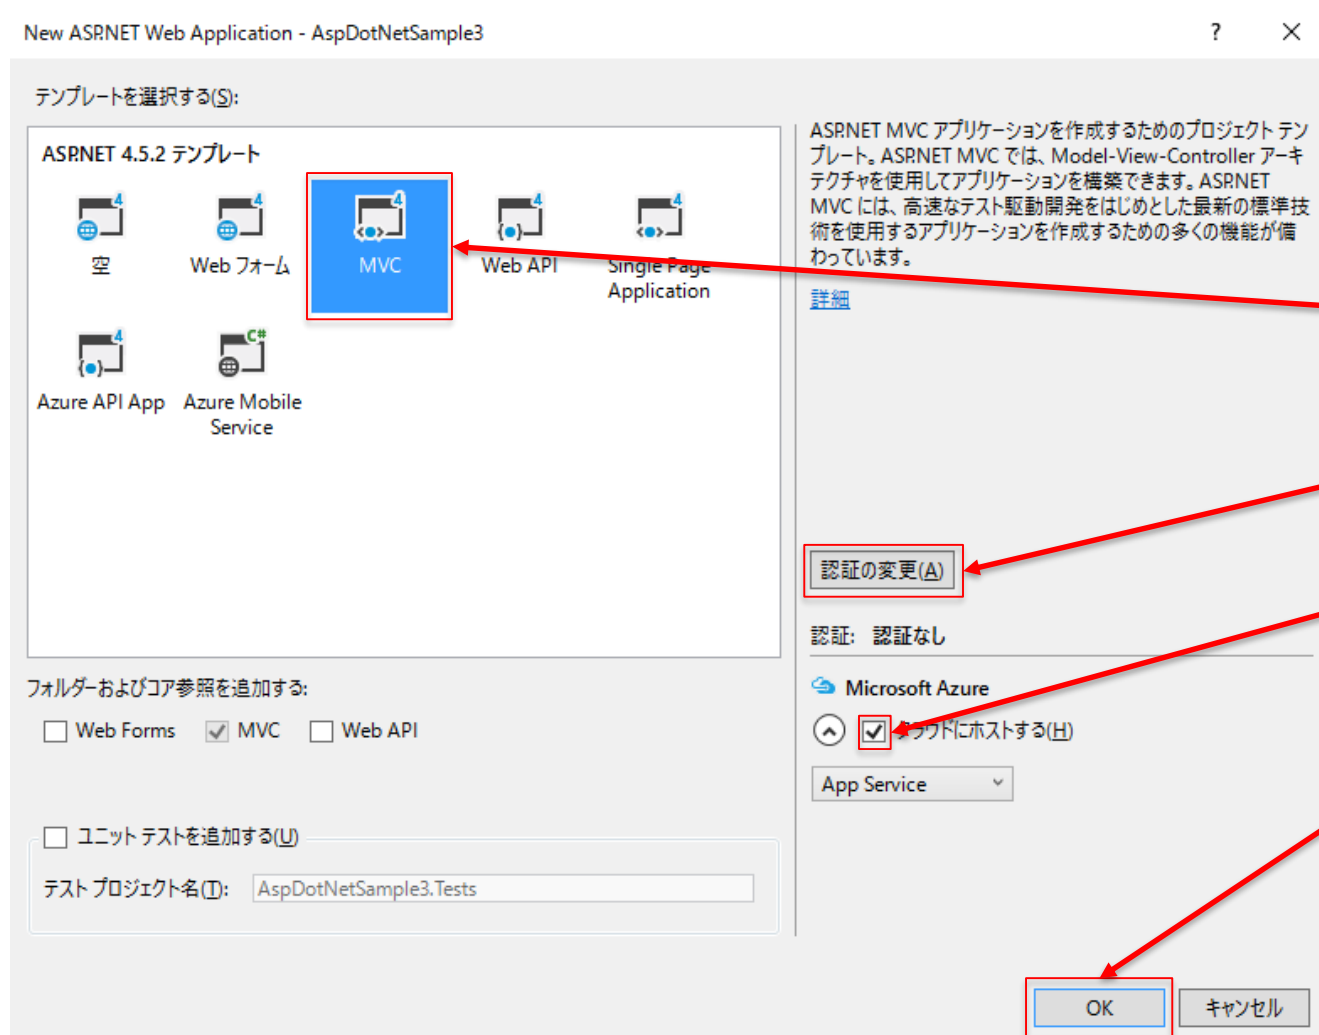 New ASP.NET Web Application - AspDotNetSample3
テンプレートを選択する(S):
ASP.NET 4.5.2 テンプレート
空
Web フォーム
MVC
Web API
Single Page
Application
Azure API App
Azure Mobile
Service
ASP.NET MVC アプリケーションを作成するためのプロジェクト テン
プレート。ASP.NET MVC では、Model-View-Controller アーキ
テクチャを使用してアプリケーションを構築できます。ASP.NET
MVC には、高速なテスト駆動開発をはじめとした最新の標準技
術を使用するアプリケーションを作成するための多くの機能が備
わっています。
詳細
認証の変更(A)
認証: 認証なし
Microsoft Azure
クラウドにホストする(H)
App Service
フォルダーおよびコア参照を追加する:
Web Forms
MVC
Web API
ユニット テストを追加する(U)
テスト プロジェクト名(T):
AspDotNetSample3.Tests
OK
キャンセル